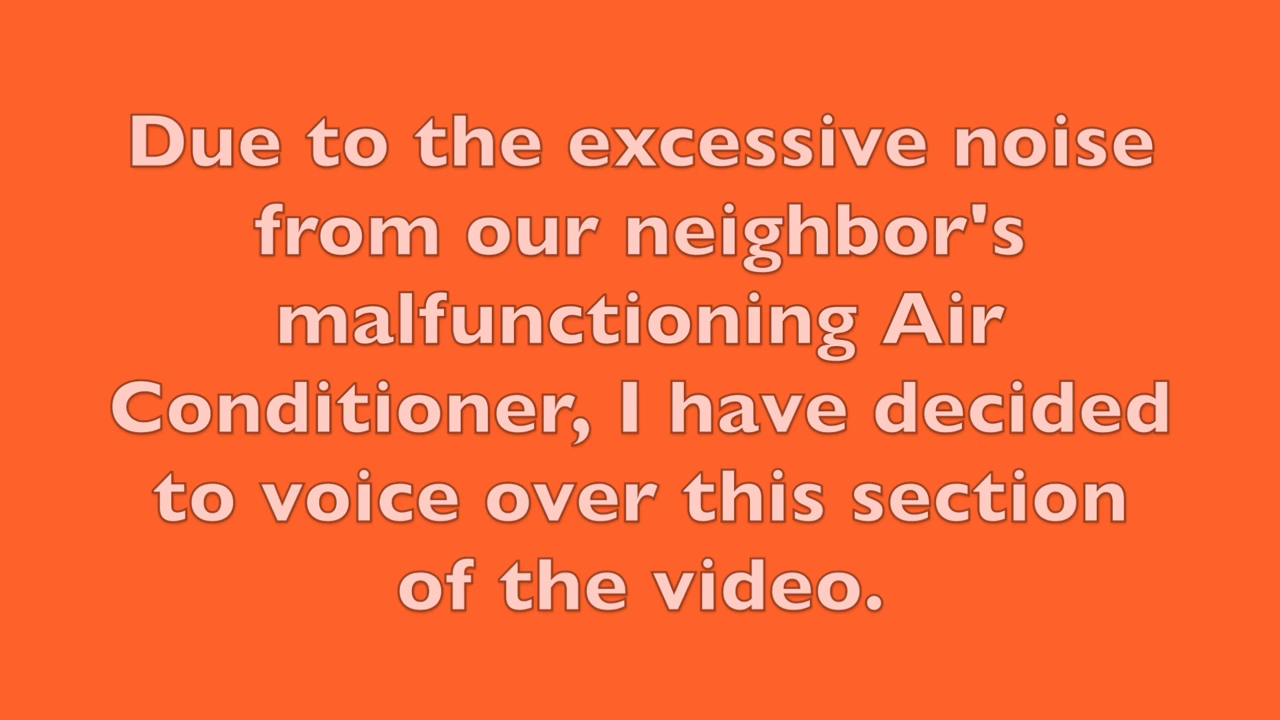 Due to the excessive noise
from our neighbor's
malfunctioning Air
Conditioner, I have decided
to voice over this section
of the video.